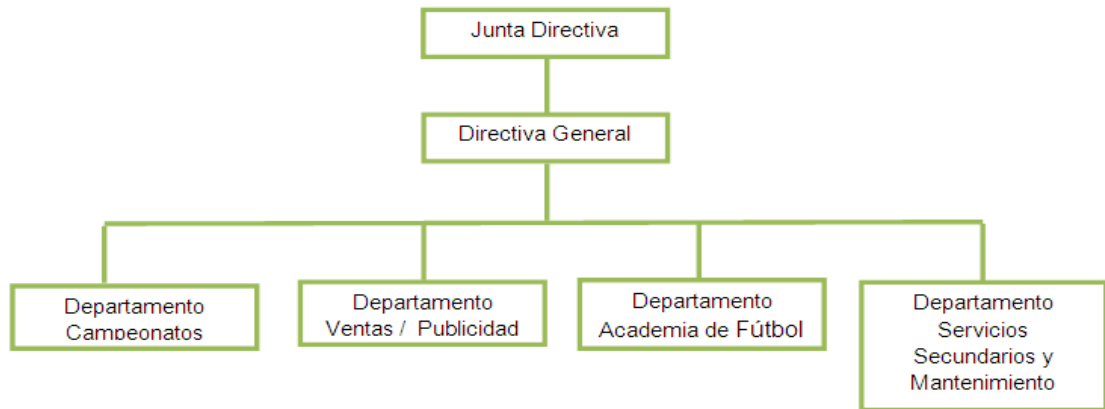 Junta Directiva
Directiva General
Departamento
Campeonatos
Departamento
Ventas / Publicidad
Departamento
Academia de Fútbol
Departamento
Servicios
Secundarios y
Mantenimiento